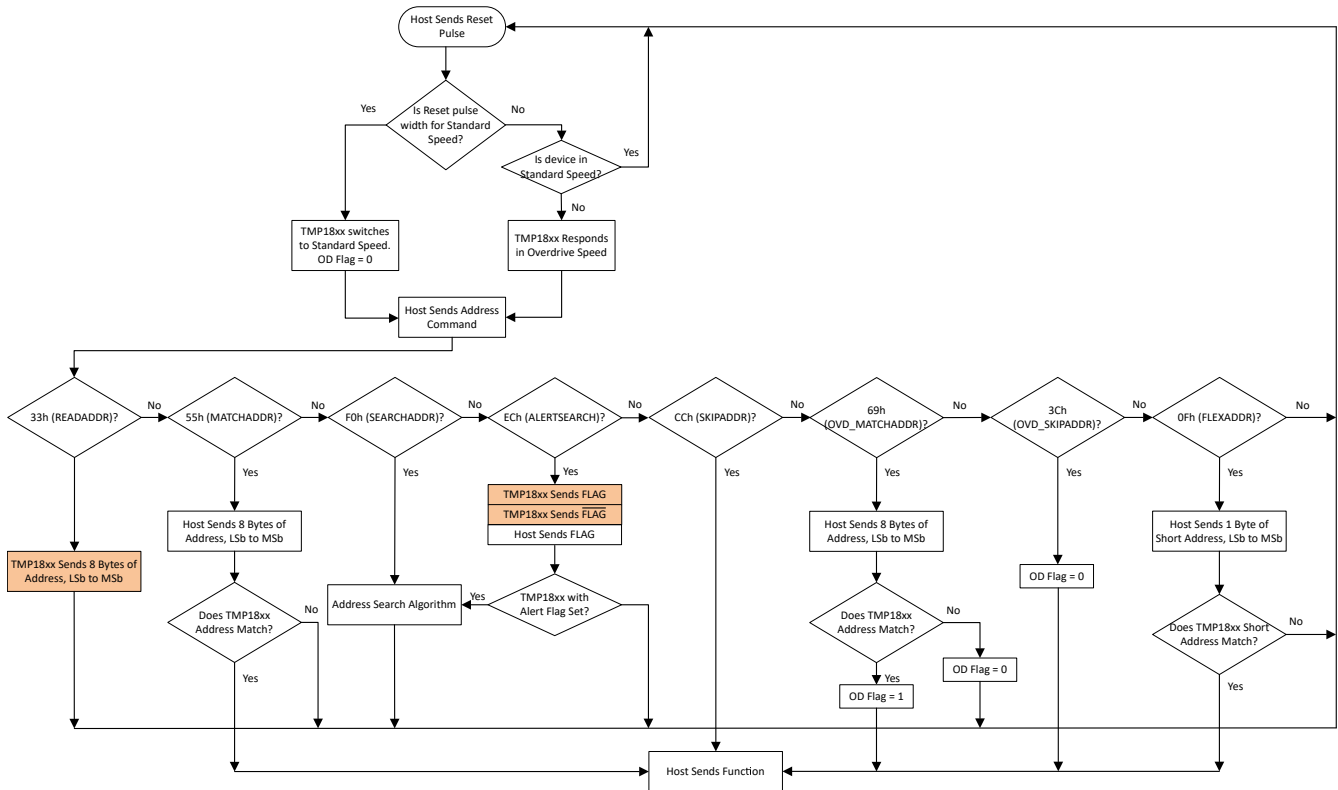 Host Sends Reset
Pulse
Yes
Is Reset pulse
width for Standard
Speed?
No
Is device in
Standard Speed?
Yes
No
TMP18xx switches
to Standard Speed.
OD Flag = 0
TMP18xx Responds
in Overdrive Speed
Host Sends Address
Command
33h (READADDR)?
No
55h (MATCHADDR)?
No
F0h (SEARCHADDR)?
No
ECh (ALERTSEARCH)?
No
CCh (SKIPADDR)?
No
69h
(OVD_MATCHADDR)?
No
3Ch
(OVD_SKIPADDR)?
No
0Fh (FLEXADDR)?
No
Yes
Yes
Yes
Yes
Yes
Yes
Yes
TMP18xx Sends 8 Bytes of
Address, LSb to MSb
Host Sends 8 Bytes of
Address, LSb to MSb
Does TMP18xx
Address Match?
No
Yes
Address Search Algorithm
TMP18xx Sends FLAG
TMP18xx Sends FLAG
Host Sends FLAG
Yes
TMP18xx with
Alert Flag Set?
Host Sends 8 Bytes of
Address, LSb to MSb
Does TMP18xx
Address Match?
No
Yes
OD Flag = 1
OD Flag = 0
OD Flag = 0
Host Sends 1 Byte of
Short Address, LSb to MSb
Does TMP18xx Short
Address Match?
No
Yes
Host Sends Function